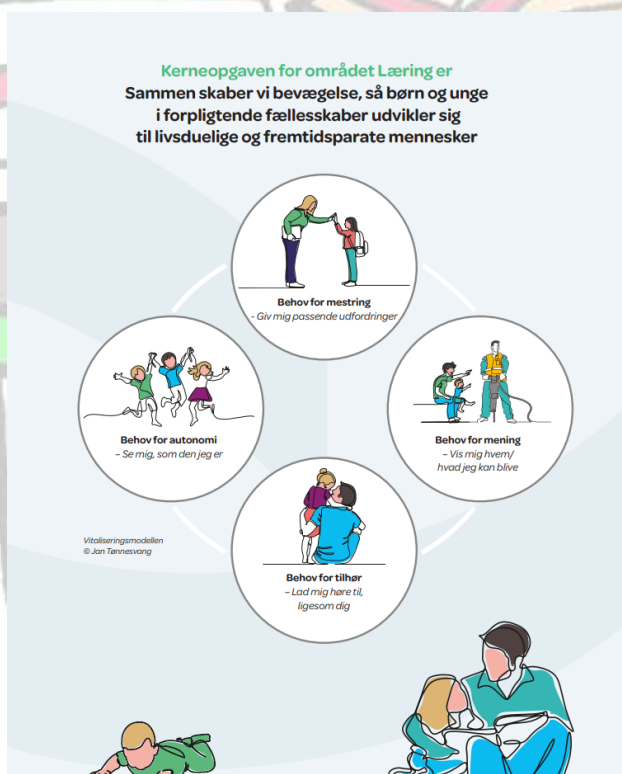 Kerneopgaven for området Læring er
Sammen skaber vi bevægelse, så børn og unge
i forpligtende fællesskaber udvikler sig
til livsduelige og fremtidsparate mennesker
Behov for mestring
- Giv mig passende udfordringer
Behov for autonomi
– Se mig, som den jeg er
Behov for mening
– Vis mig hvem/
hvad jeg kan blive
Behov for tilhør
– Lad mig høre til,
ligesom dig
Vitaliseringsmodellen
© Jan Tønnesvang